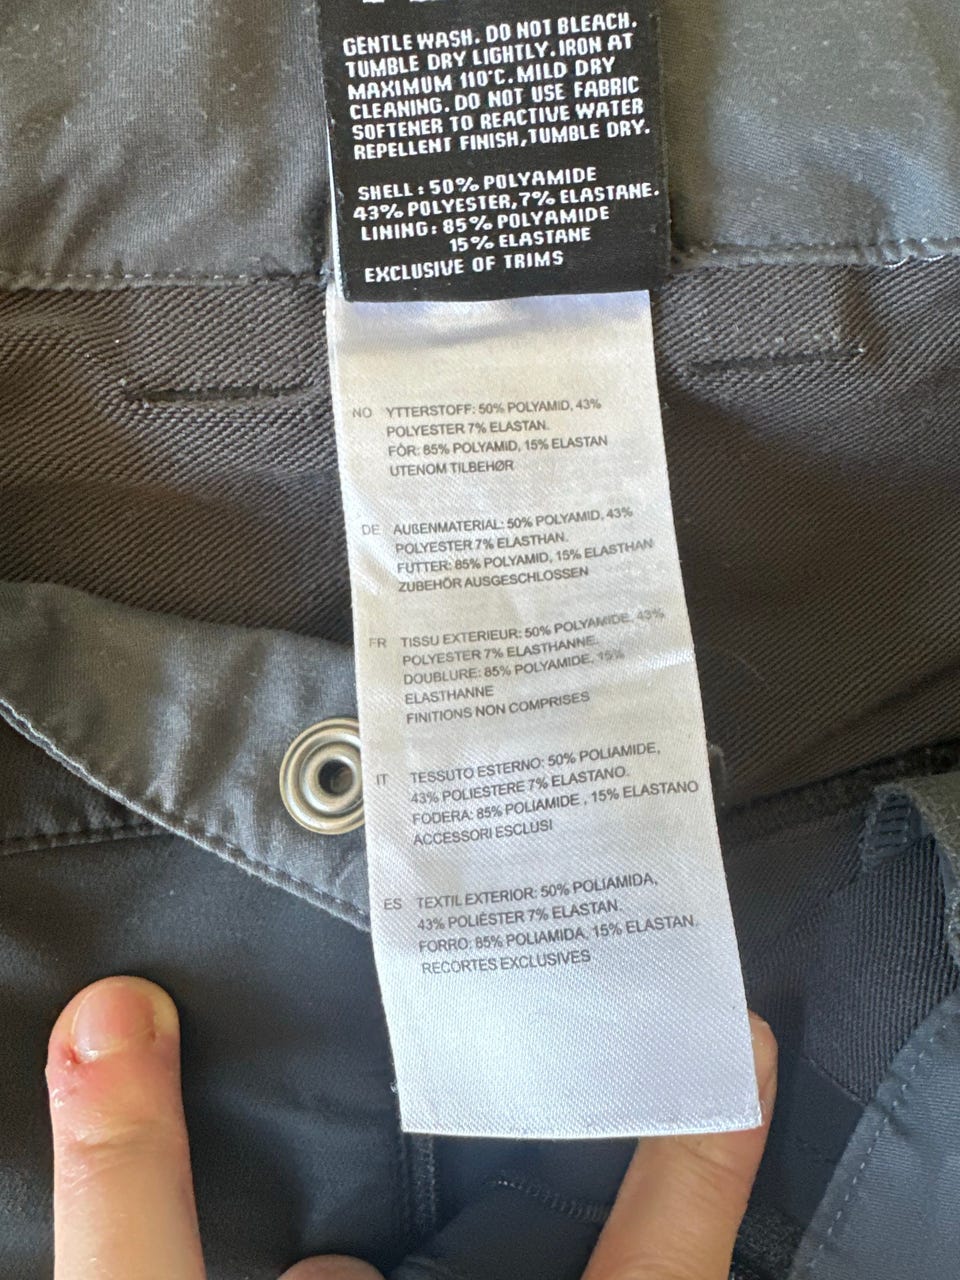 GENTLE WASH. DO NOT BLEACH.
TUMBLE DRY LIGHTLY. IRON AT
MAXIMUM 110°C. MILD DRY
CLEANING. DO NOT USE FABRIC
SOFTENER TO REACTIVE WATER
REPELLENT FINISH, TUMBLE DRY.
SHELL : 50% POLYAMIDE
43% POLYESTER, 7% ELASTANE.
LINING : 85% POLYAMIDE
15% ELASTANE
EXCLUSIVE OF TRIMS
NO YTTERSTOFF: 50% POLYAMID, 43%
POLYESTER 7% ELASTAN.
FÔR: 85% POLYAMID, 15% ELASTAN
UTENOM TILBEHØR
DE AUßENMATERIAL: 50% POLYAMID, 43%
POLYESTER 7% ELASTHAN.
FUTTER: 85% POLYAMID, 15% ELASTHAN
ZUBEHÖR AUSGESCHLOSSEN
FR TISSU EXTERIEUR: 50% POLYAMIDE, 43%
POLYESTER 7% ELASTHANNE.
DOUBLURE: 85% POLYAMIDE, 15%
ELASTHANNE
FINITIONS NON COMPRISES
IT TESSUTO ESTERNO: 50% POLIAMIDE,
43% POLIESTERE 7% ELASTANO.
FODERA: 85% POLIAMIDE , 15% ELASTANO
ACCESSORI ESCLUSI
ES TEXTIL EXTERIOR: 50% POLIAMIDA,
43% POLIÉSTER 7% ELASTAN.
FORRO: 85% POLIAMIDA, 15% ELASTAN.
RECORTES EXCLUSIVES